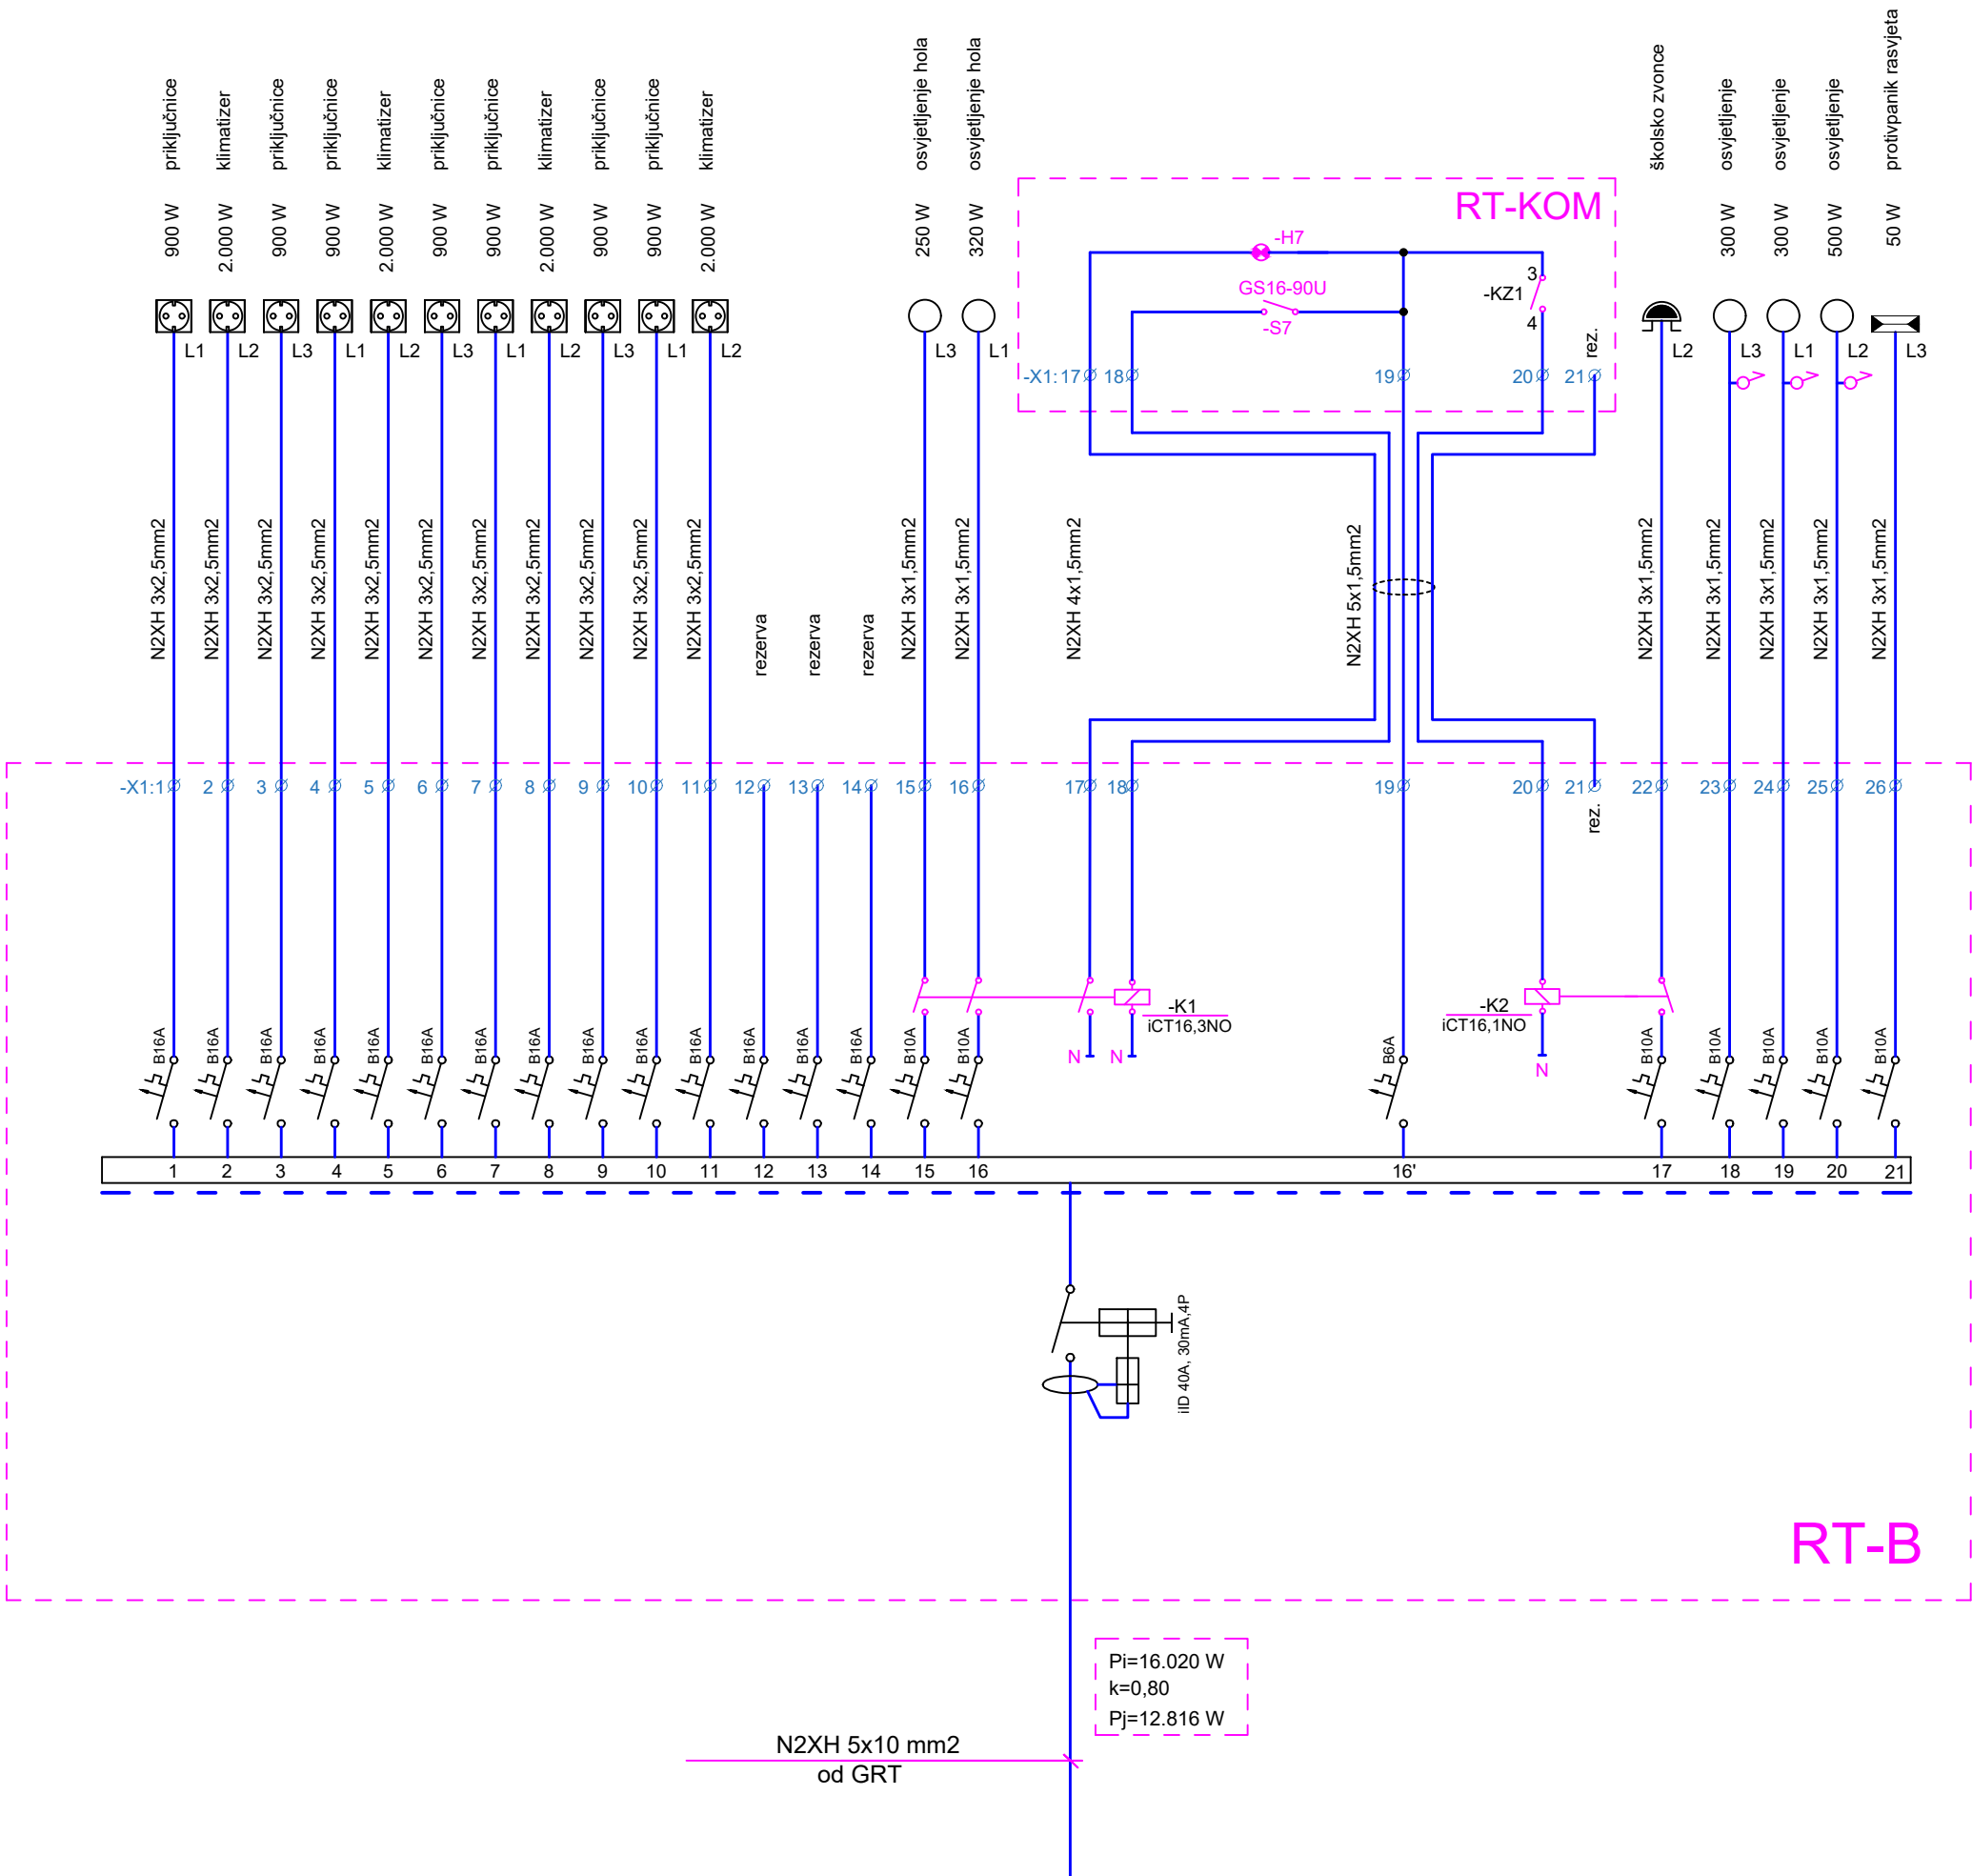 priključnice
klimatizer
priključnice
priključnice
klimatizer
priključnice
priključnice
klimatizer
priključnice
priključnice
klimatizer
osvjetljenje hola
osvjetljenje hola
školsko zvonce
osvjetljenje
osvjetljenje
osvjetljenje
protivpanik rasvjeta
900 W
2.000 W
900 W
900 W
2.000 W
900 W
900 W
2.000 W
900 W
900 W
2.000 W
250 W
320 W
300 W
300 W
500 W
50 W
RT-KOM
-H7
GS16-90U
-S7
3
-KZ1
4
rez.
-X1:17 18 19 20 21
L1 L2 L3 L1 L2 L3 L1 L2 L3 L1 L2 L3 L1 L2 L3 L1 L2 L3
N2XH 3x2,5mm2
N2XH 3x2,5mm2
N2XH 3x2,5mm2
N2XH 3x2,5mm2
N2XH 3x2,5mm2
N2XH 3x2,5mm2
N2XH 3x2,5mm2
N2XH 3x2,5mm2
N2XH 3x2,5mm2
N2XH 3x2,5mm2
N2XH 3x2,5mm2
rezerva
rezerva
rezerva
N2XH 3x1,5mm2
N2XH 3x1,5mm2
N2XH 4x1,5mm2
N2XH 5x1,5mm2
N2XH 3x1,5mm2
N2XH 3x1,5mm2
N2XH 3x1,5mm2
N2XH 3x1,5mm2
N2XH 3x1,5mm2
-X1:1 2 3 4 5 6 7 8 9 10 11 12 13 14 15 16 17 18 19 20 21 22 23 24 25 26
rez.
-K1
iCT16,3NO
-K2
iCT16,1NO
N N
N
B16A
B16A
B16A
B16A
B16A
B16A
B16A
B16A
B16A
B16A
B16A
B16A
B16A
B16A
B10A
B10A
B6A
B10A
B10A
B10A
B10A
B10A
1 2 3 4 5 6 7 8 9 10 11 12 13 14 15 16 16' 17 18 19 20 21
iID 40A, 30mA,4P
RT-B
Pi=16.020 W
k=0,80
Pj=12.816 W
N2XH 5x10 mm2
od GRT